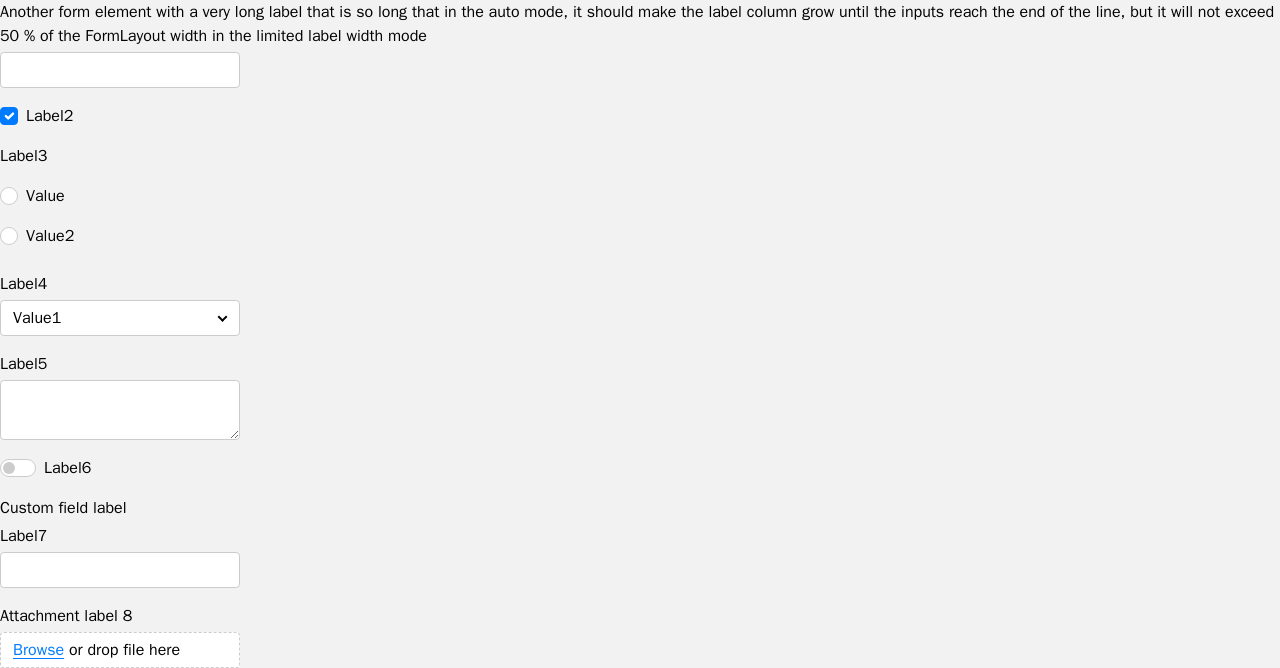 Another form element with a very long label that is so long that in the auto mode, it should make the label column grow until the inputs reach the end of the line, but it will not exceed
50 % of the FormLayout width in the limited label width mode
Label2
Label3
Value
Value2
Label4
Value1
Label5
Label6
Custom field label
Label7
Attachment label 8
Browse or drop file here